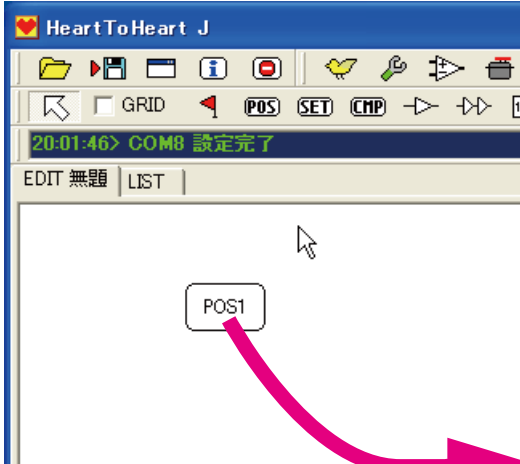 HeartToHeart J
GRID POS SET CMP
20:01:46> COM8 設定完了
EDIT 無題 LIST
POS1